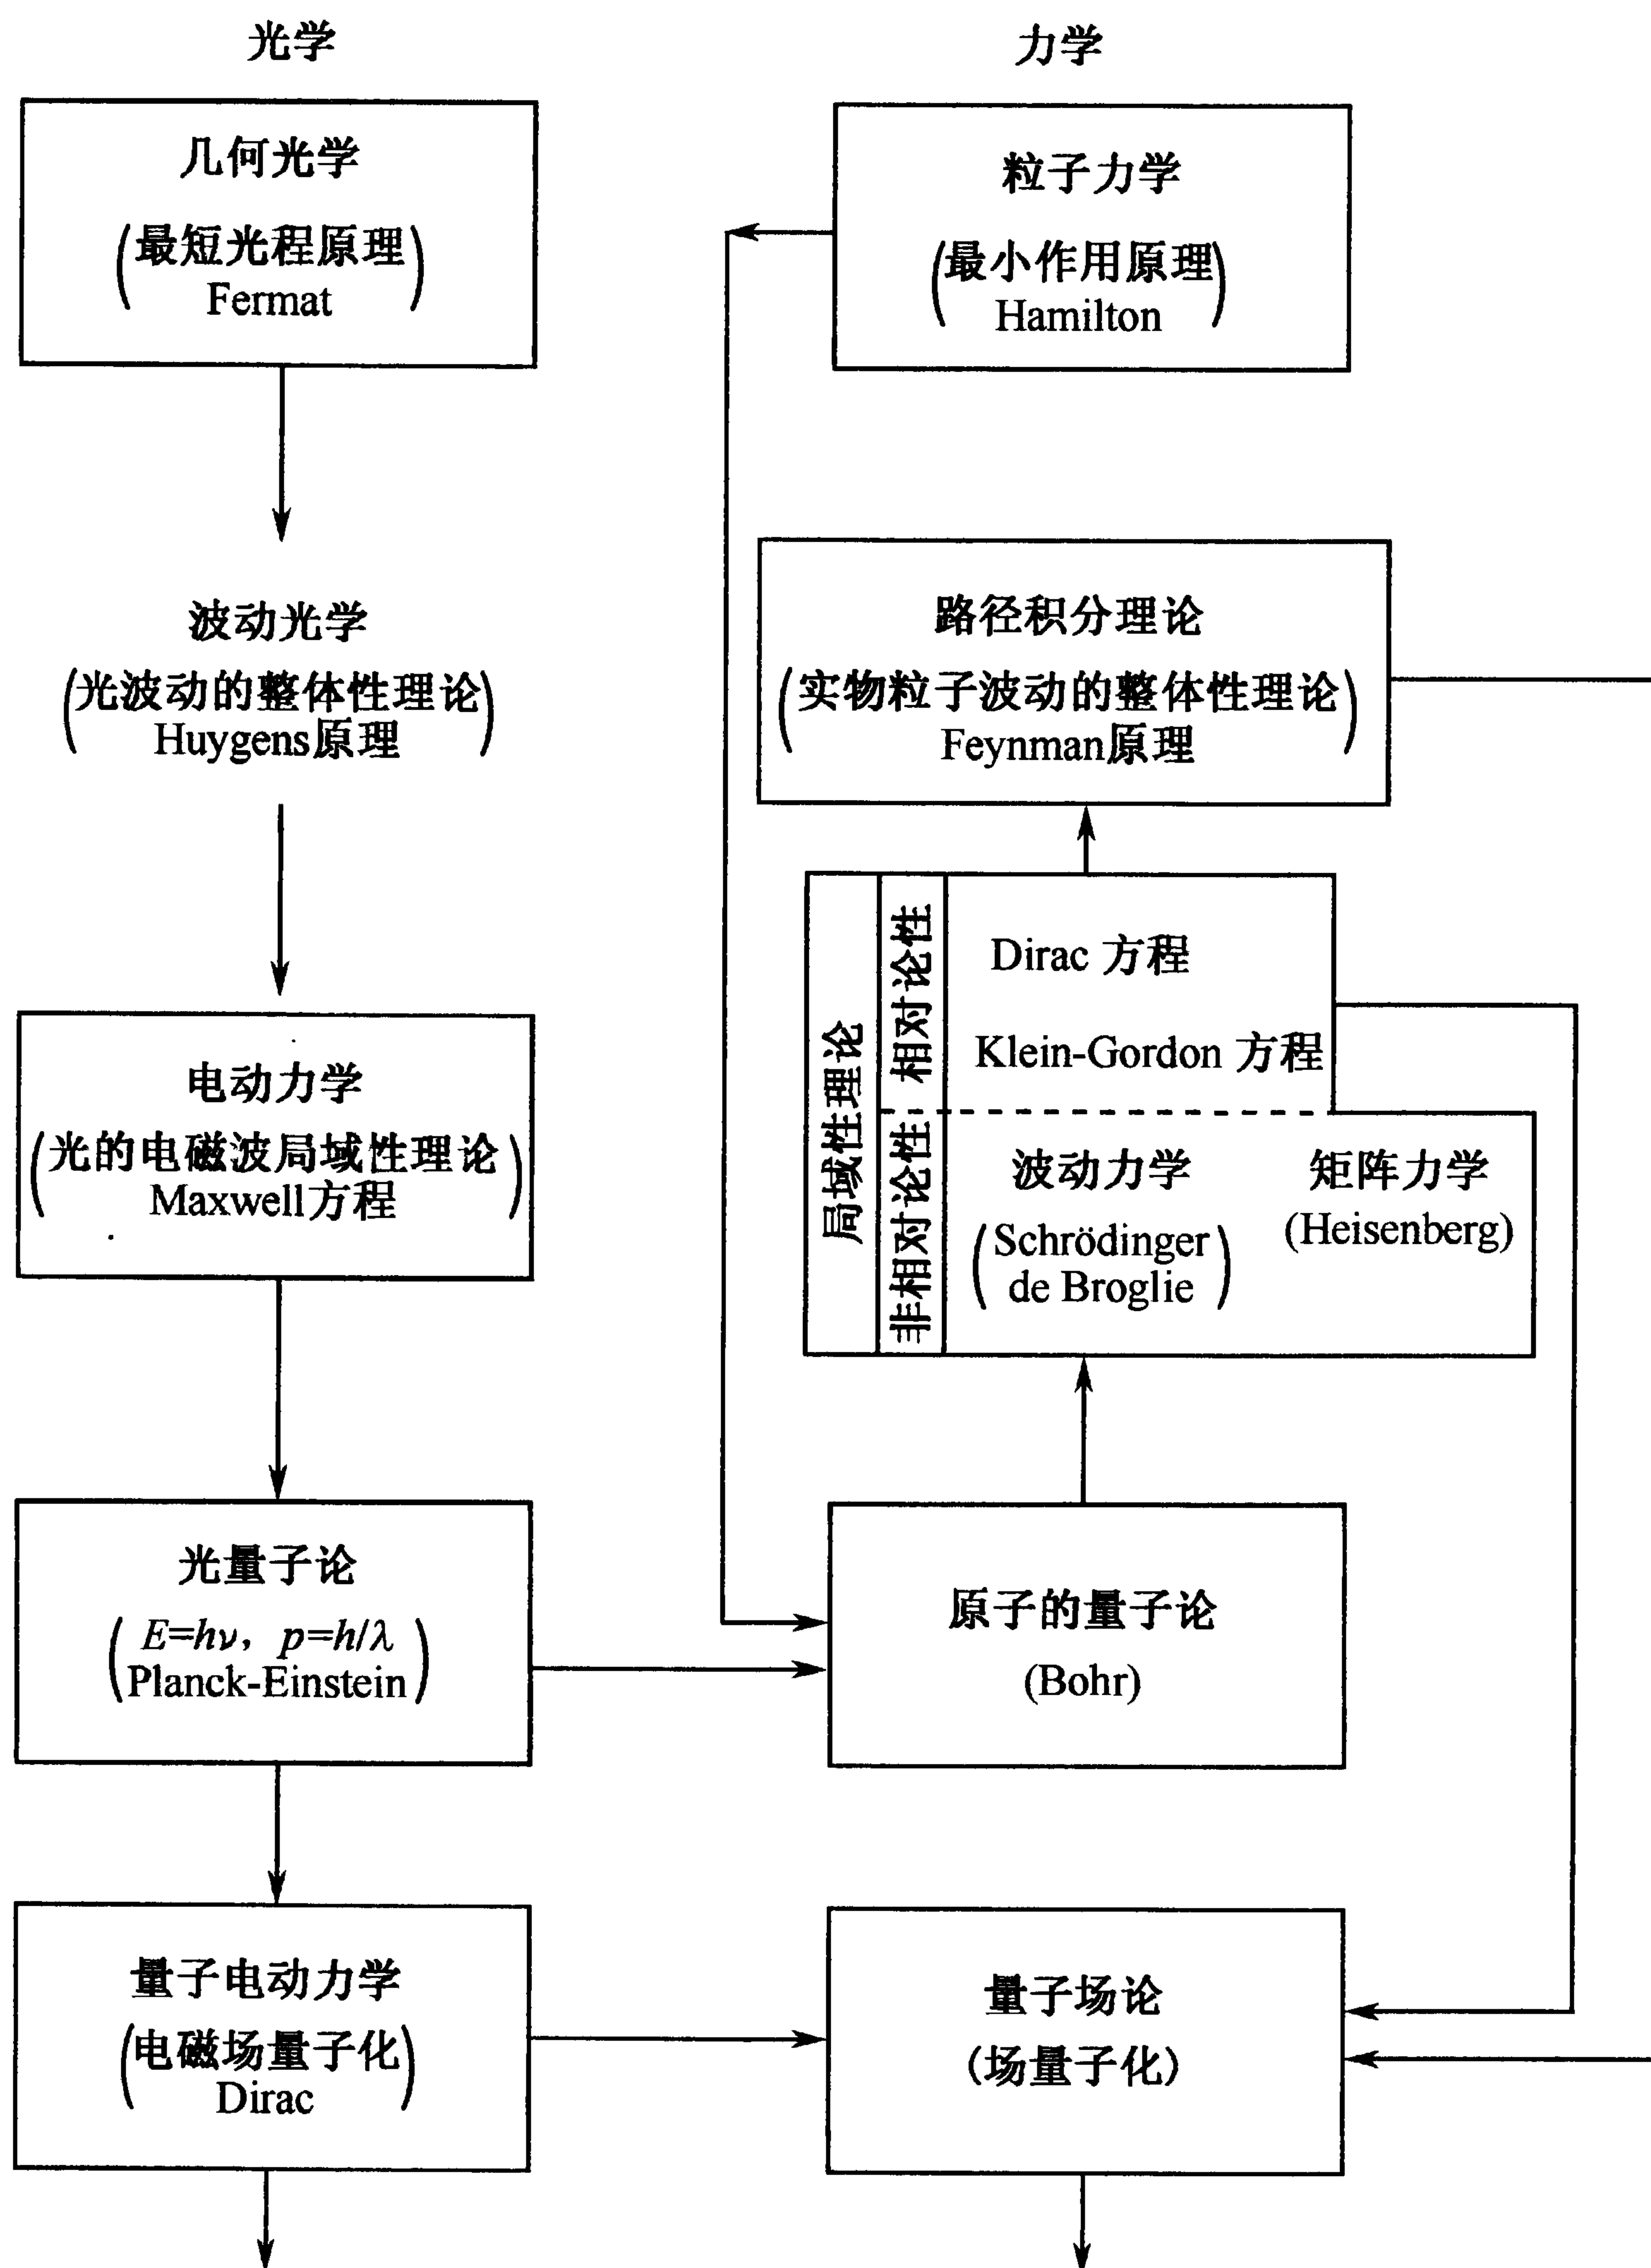 光学
几何光学
(最短光程原理)
Fermat
波动光学
(光波动的整体性理论)
Huygens原理
电动力学
(光的电磁波局域性理论)
Maxwell方程
光量子论
(E=hν, p=h/λ)
Planck-Einstein
量子电动力学
(电磁场量子化)
Dirac
力学
粒子力学
(最小作用原理)
Hamilton
路径积分理论
(实物粒子波动的整体性理论)
Feynman原理
局域性理论
相对论性
Dirac 方程
Klein-Gordon 方程
非相对论性
波动力学
(Schrödinger
de Broglie)
矩阵力学
(Heisenberg)
原子的量子论
(Bohr)
量子场论
(场量子化)